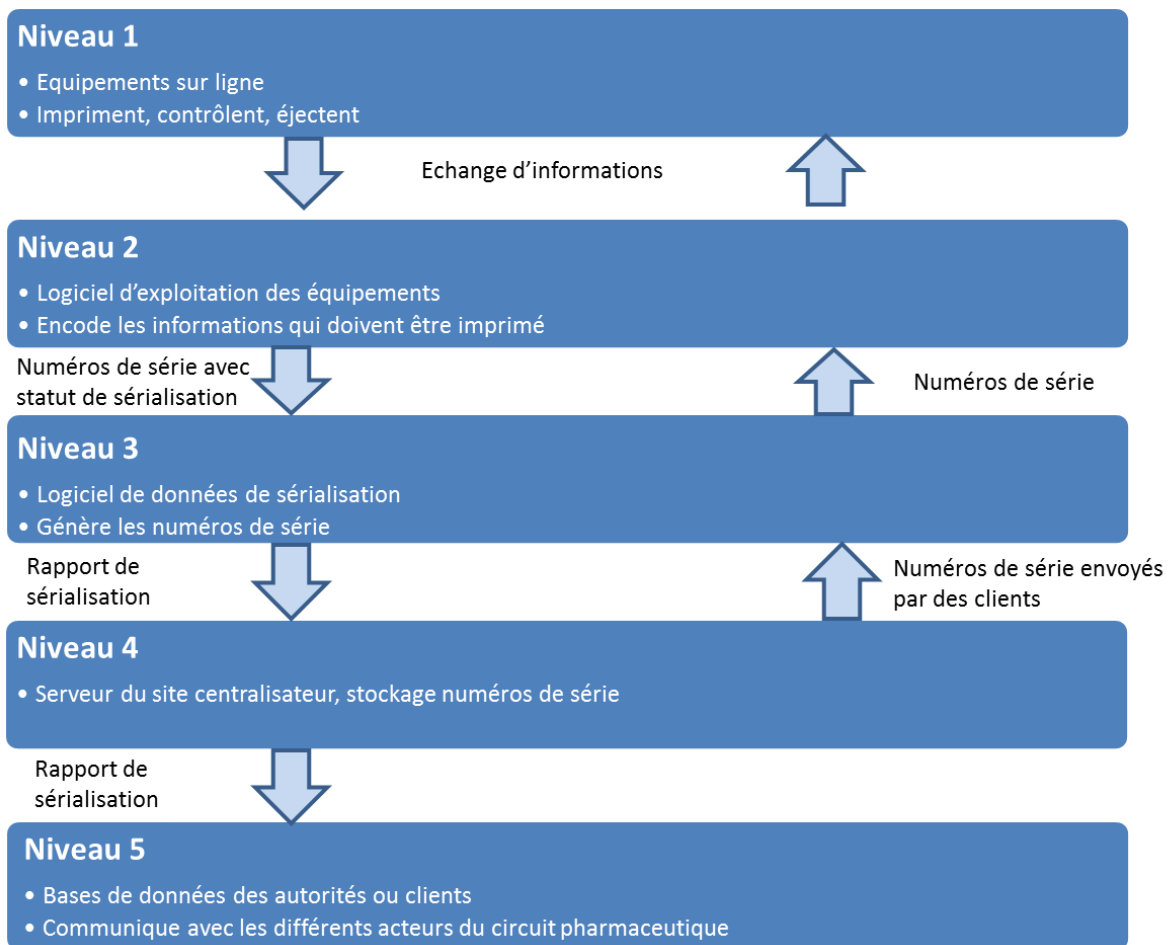 Niveau 1
• Equipements sur ligne
• Impriment, contrôlent, éjectent
Echange d’informations
Niveau 2
• Logiciel d’exploitation des équipements
• Encode les informations qui doivent être imprimé
Numéros de série avec
statut de sérialisation
Numéros de série
Niveau 3
• Logiciel de données de sérialisation
• Génère les numéros de série
Rapport de
sérialisation
Numéros de série envoyés
par des clients
Niveau 4
• Serveur du site centralisateur, stockage numéros de série
Rapport de
sérialisation
Niveau 5
• Bases de données des autorités ou clients
• Communique avec les différents acteurs du circuit pharmaceutique